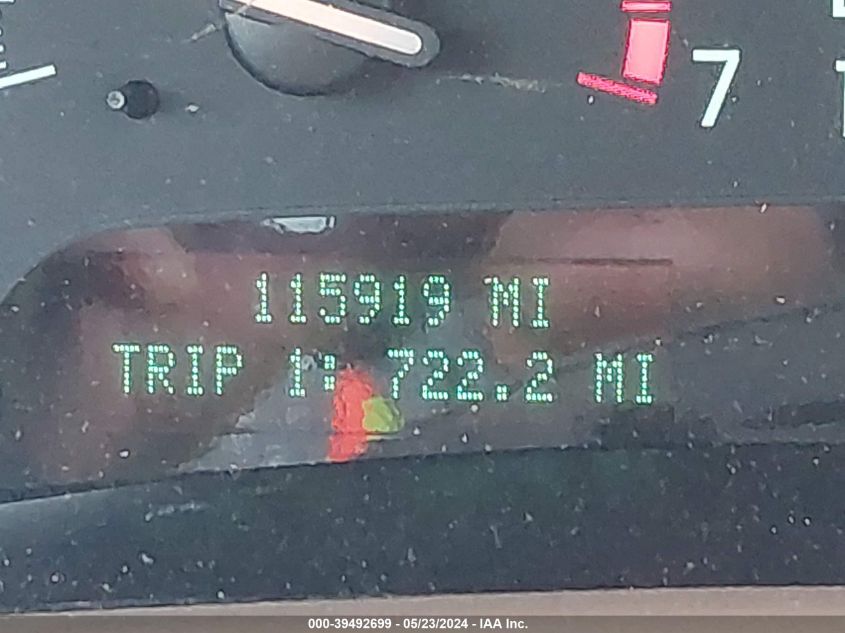 7
115919 MI
TRIP 1: 722.2 MI
000-39492699 - 05/23/2024 - IAA Inc.